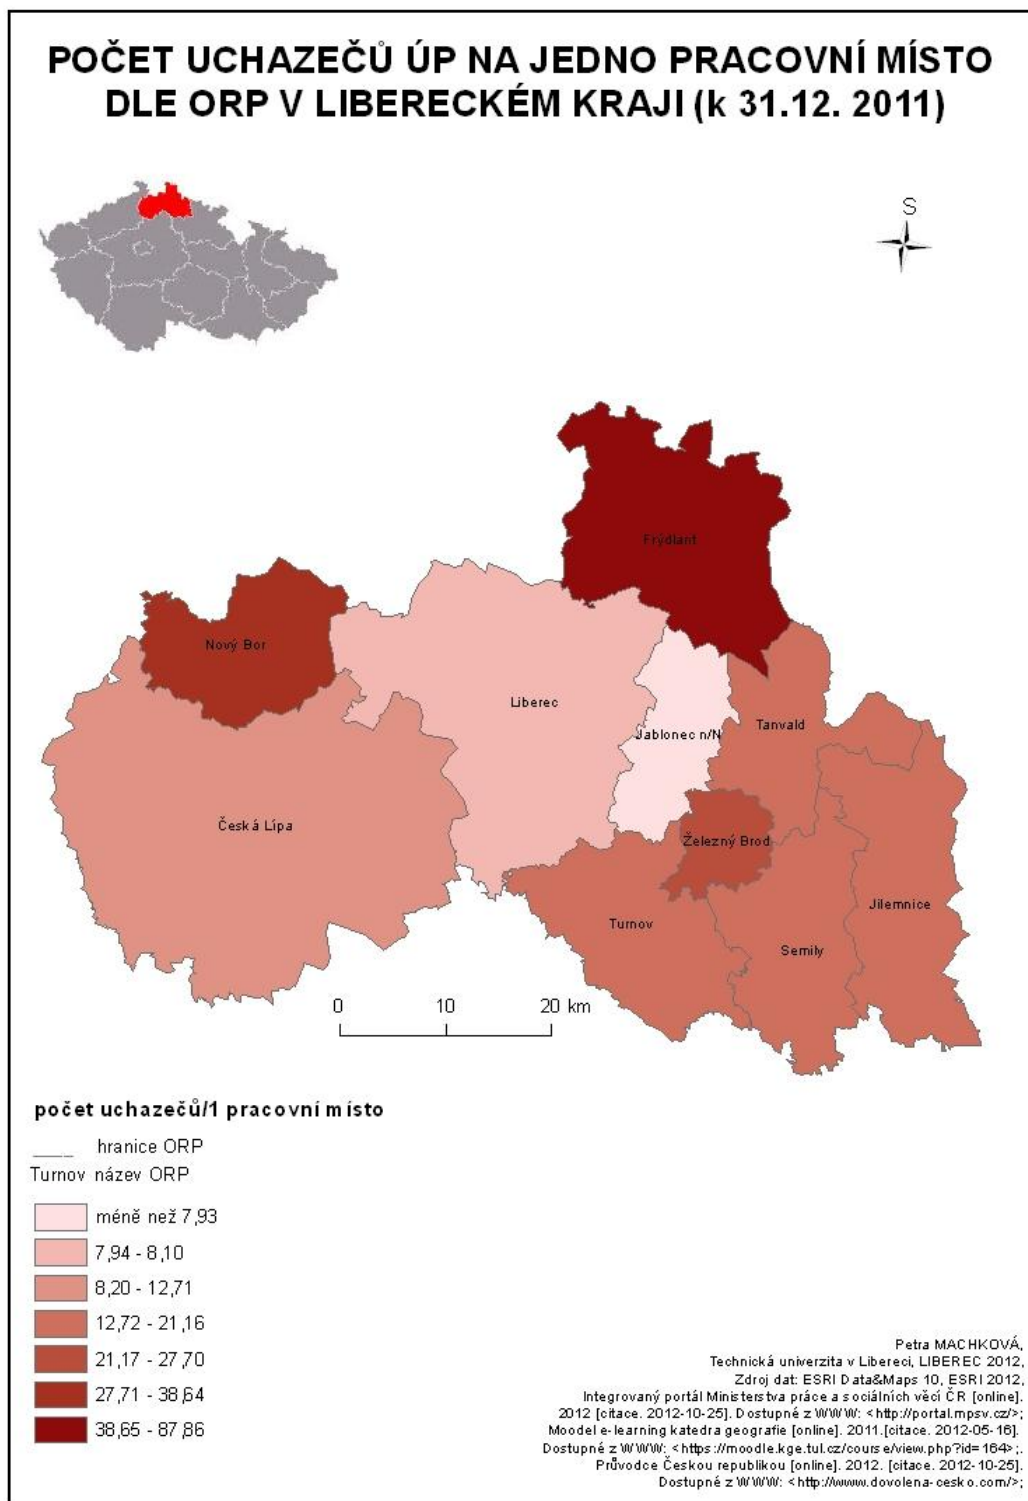 POČET UCHAZEČŮ ÚP NA JEDNO PRACOVNÍ MÍSTO
DLE ORP V LIBERECKÉM KRAJI (k 31.12. 2011)
S
Frýdlant
Nový Bor
Liberec
Jablonec n/N
Tanvald
Česká Lípa
Železný Brod
Jilemnice
Turnov
Semily
0 10 20 km
počet uchazečů/1 pracovní místo
hranice ORP
Turnov název ORP
méně než 7,93
7,94 - 8,10
8,20 - 12,71
12,72 - 21,16
21,17 - 27,70
27,71 - 38,64
38,65 - 87,86
Petra MACHKOVÁ,
Technická univerzita v Liberci, LIBEREC 2012,
Zdroj dat: ESRI Data&Maps 10, ESRI 2012,
Integrovaný portál Ministerstva práce a sociálních věcí ČR [online].
2012 [citace. 2012-10-25]. Dostupné z WWW: <http://portal.mpsv.cz/>;
Moodel e-learning katedra geografie [online]. 2011.[citace. 2012-05-16].
Dostupné z WWW: <https://moodle.kge.tul.cz/course/view.php?id=164>;.
Průvodce Českou republikou [online]. 2012. [citace. 2012-10-25].
Dostupné z WWW: <http://www.dovolena-cesko.com/>;